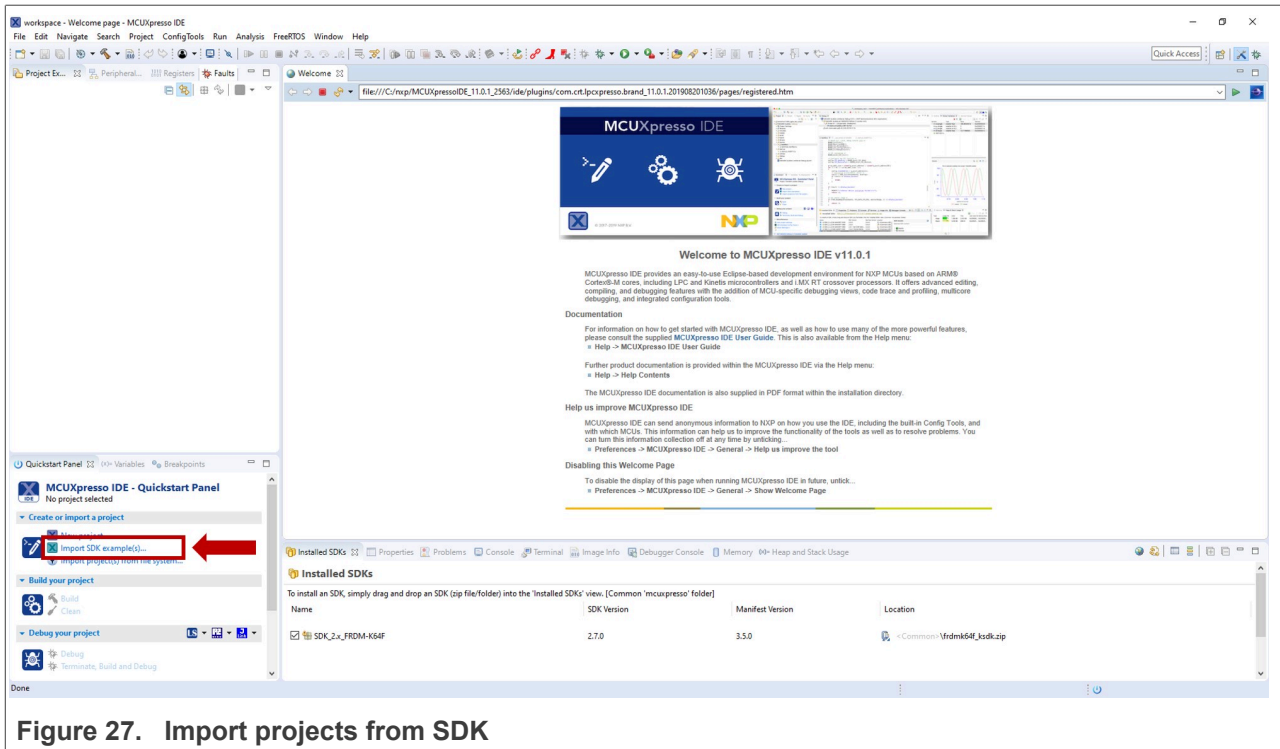 workspace - Welcome page - MCUXpresso IDE
File Edit Navigate Search Project ConfigTools Run Analysis FreeRTOS Window Help
Quick Access
Project Ex... Peripheral... Registers Faults
Welcome
file:///C:/nxp/MCUXpressoIDE_11.0.1_2563/ide/plugins/com.crt.lpcxpresso.brand_11.0.1.201908201036/pages/registered.htm
MCUXpresso IDE
NXP
Welcome to MCUXpresso IDE v11.0.1
MCUXpresso IDE provides an easy-to-use Eclipse-based development environment for NXP MCUs based on ARM®
Cortex®-M cores, including LPC and Kinetis microcontrollers and i.MX RT crossover processors. It offers advanced editing,
compiling, and debugging features with the addition of MCU-specific debugging views, code trace and profiling, multicore
debugging, and integrated configuration tools.
Documentation
For information on how to get started with MCUXpresso IDE, as well as how to use many of the more powerful features,
please consult the supplied MCUXpresso IDE User Guide. This is also available from the Help menu:
Help -> MCUXpresso IDE User Guide
Further product documentation is provided within the MCUXpresso IDE via the Help menu:
Help -> Help Contents
The MCUXpresso IDE documentation is also supplied in PDF format within the installation directory.
Help us improve MCUXpresso IDE
MCUXpresso IDE can send anonymous information to NXP on how you use the IDE, including the built-in Config Tools, and
with which MCUs. This information can help us to improve the functionality of the tools as well as to resolve problems. You
can turn this information collection off at any time by unticking...
Preferences -> MCUXpresso IDE -> General -> Help us improve the tool
Disabling this Welcome Page
To disable the display of this page when running MCUXpresso IDE in future, untick...
Preferences -> MCUXpresso IDE -> General -> Show Welcome Page
Quickstart Panel (x)= Variables Breakpoints
IDE MCUXpresso IDE - Quickstart Panel
No project selected
Create or import a project
New project...
Import SDK example(s)...
Import project(s) from file system...
Build your project
Build
Clean
Debug your project
Debug
Terminate, Build and Debug
Installed SDKs Properties Problems Console Terminal Image Info Debugger Console Memory Heap and Stack Usage
Installed SDKs
To install an SDK, simply drag and drop an SDK (zip file/folder) into the 'Installed SDKs' view. [Common 'mcuxpresso' folder]
Name SDK Version Manifest Version Location
SDK_2.x_FRDM-K64F 2.7.0 3.5.0 <Common>\frdmk64f_ksdk.zip
Done
Figure 27. Import projects from SDK